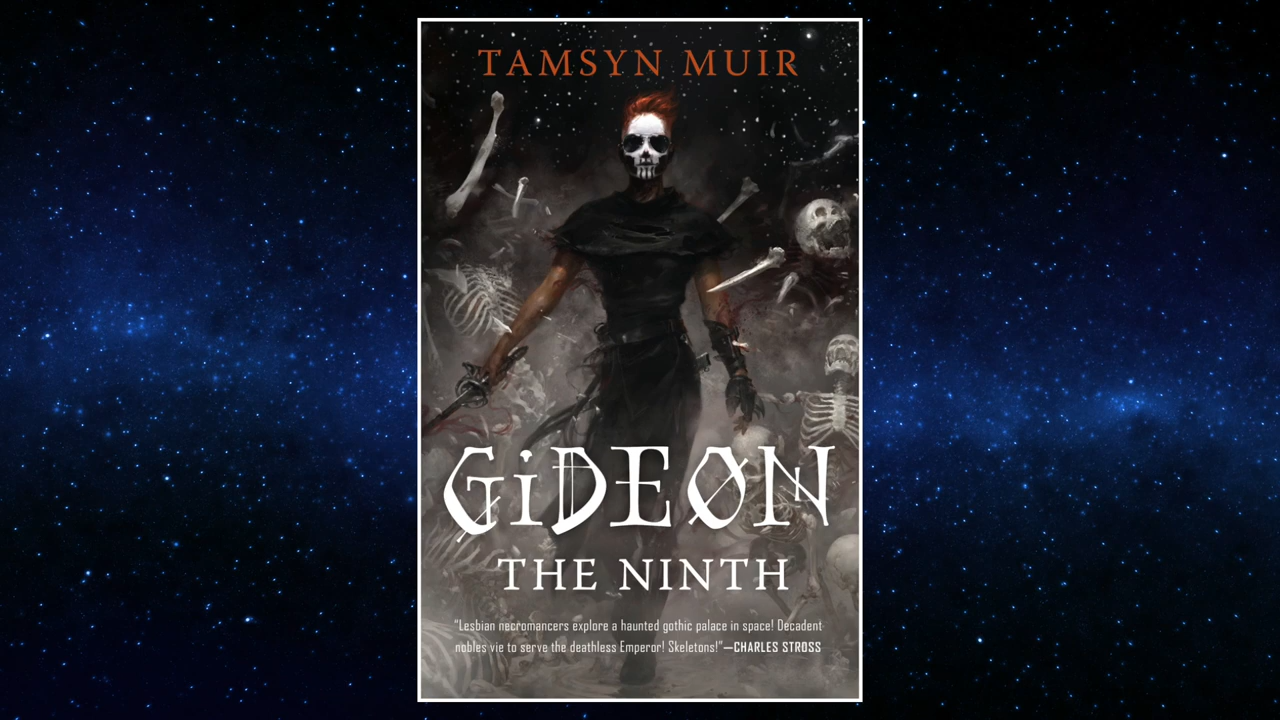 TAMSYN MUIR
GiDEON
THE NINTH
“Lesbian necromancers explore a haunted gothic palace in space! Decadent
nobles vie to serve the deathless Emperor! Skeletons!”—CHARLES STROSS